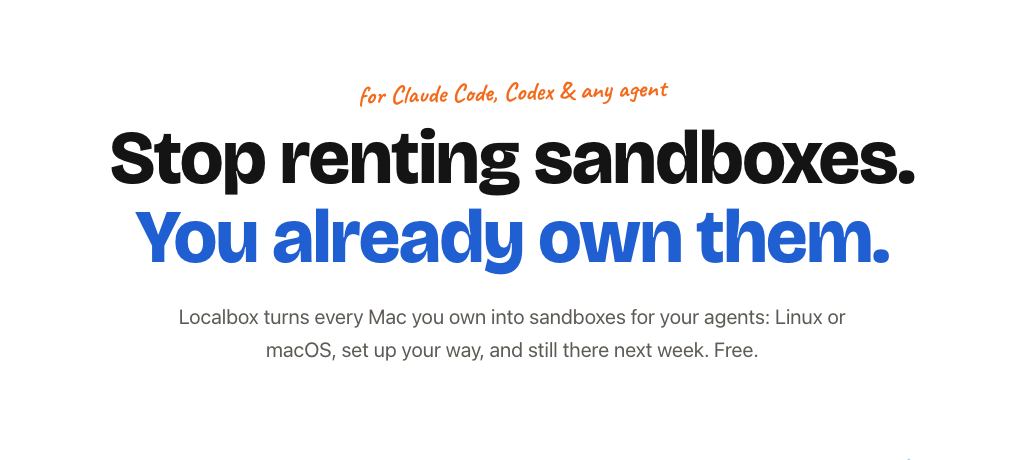 for Claude Code, Codex & any agent
Stop renting sandboxes.
You already own them.
Localbox turns every Mac you own into sandboxes for your agents: Linux or
macOS, set up your way, and still there next week. Free.